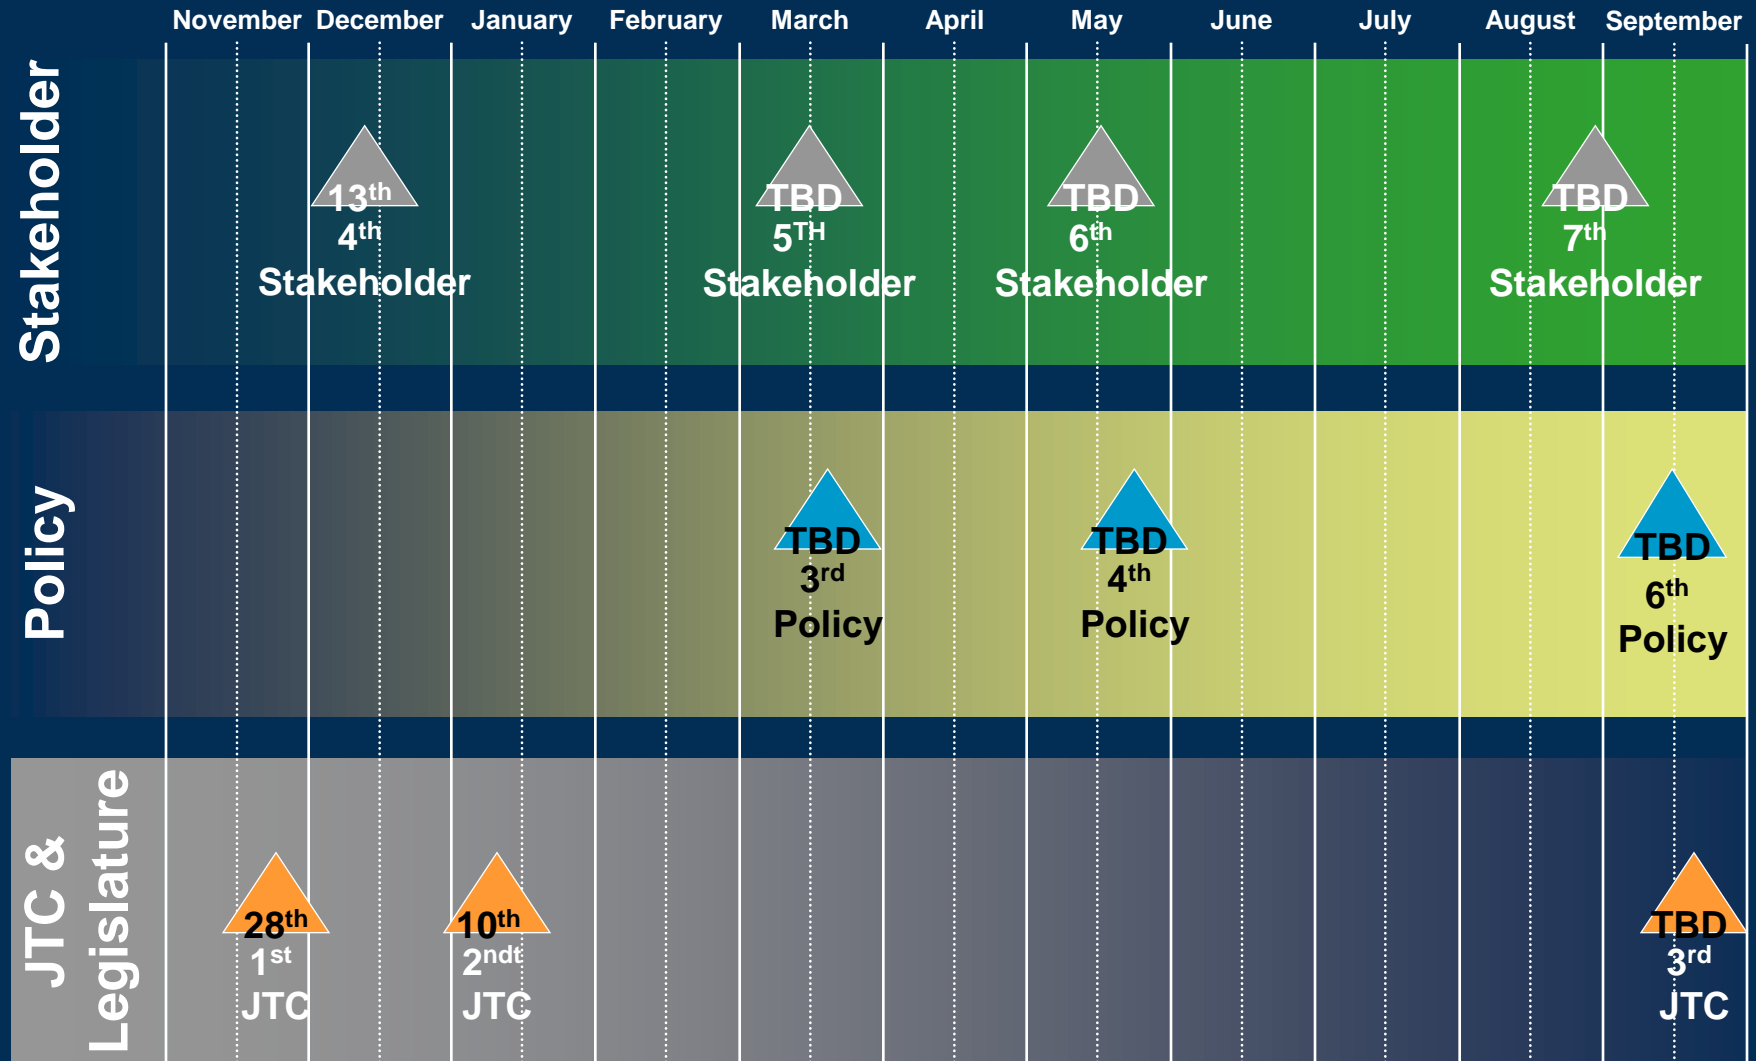 November December January February March April May June July August September
Stakeholder
13th
4th
Stakeholder
TBD
5TH
Stakeholder
TBD
6th
Stakeholder
TBD
7th
Stakeholder
Policy
TBD
3rd
Policy
TBD
4th
Policy
TBD
6th
Policy
JTC &
Legislature
28th
1st
JTC
10th
2ndt
JTC
TBD
3rd
JTC